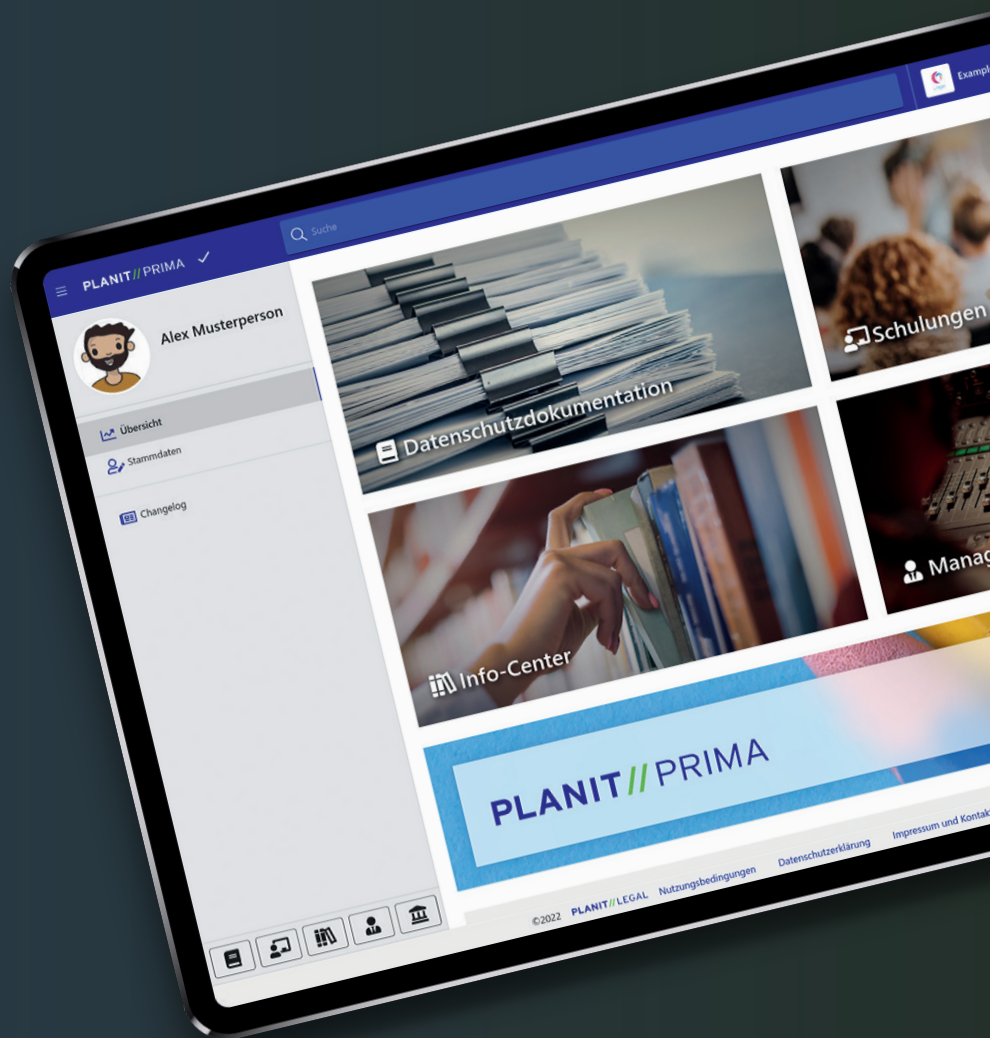 PLANIT//PRIMA
Suche
Alex Musterperson
Übersicht
Stammdaten
Changelog
Datenschutzdokumentation
Schulungen
Info-Center
PLANIT//PRIMA
©2022 PLANIT//LEGAL Nutzungsbedingungen Datenschutzerklärung Impressum und